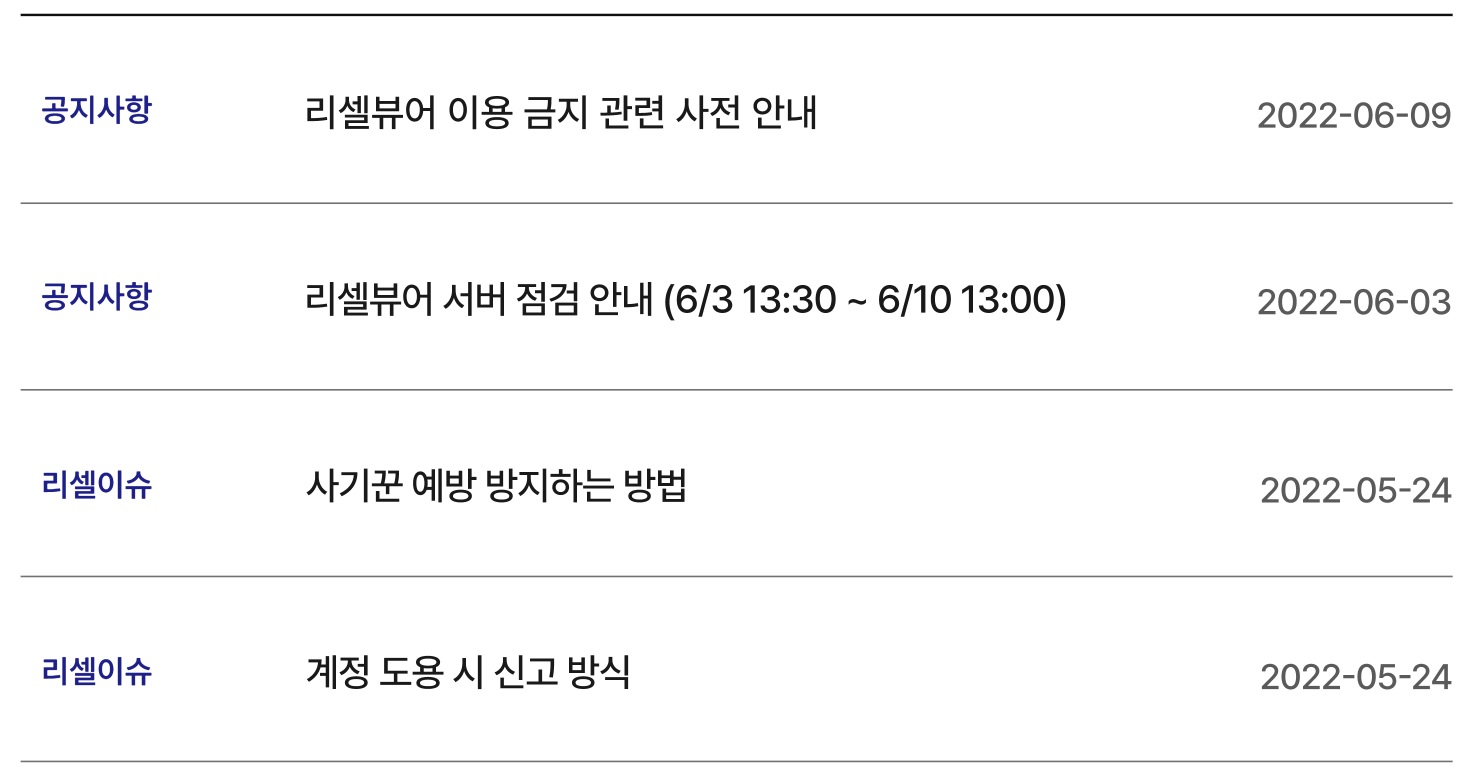 공지사항 리셀뷰어 이용 금지 관련 사전 안내 2022-06-09
공지사항 리셀뷰어 서버 점검 안내 (6/3 13:30 ~ 6/10 13:00) 2022-06-03
리셀이슈 사기꾼 예방 방지하는 방법 2022-05-24
리셀이슈 계정 도용 시 신고 방식 2022-05-24